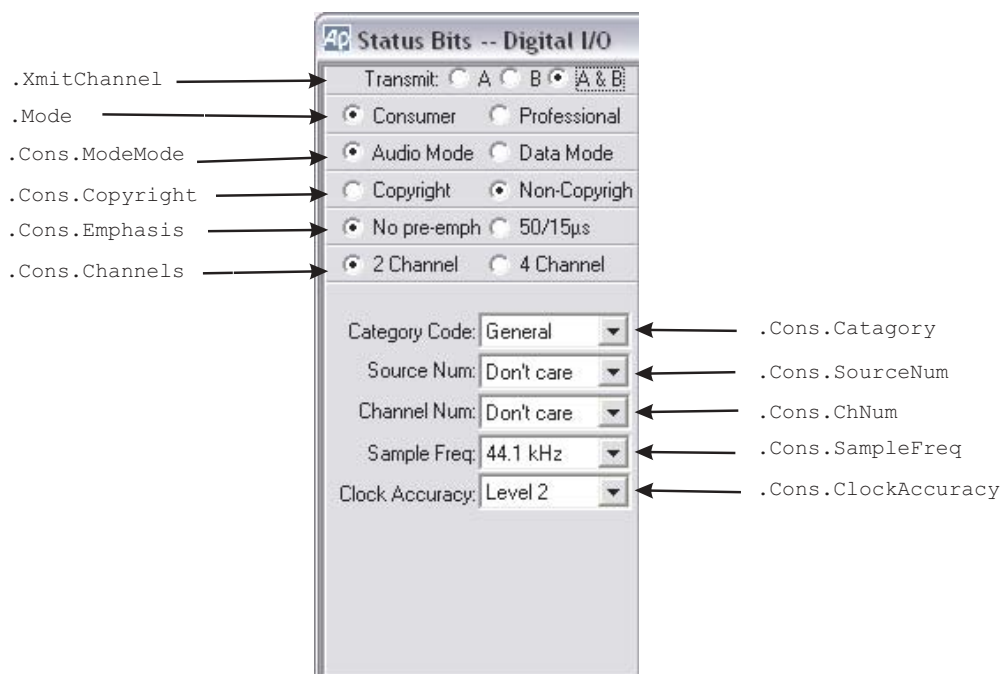 Ap Status Bits -- Digital I/O
.XmitChannel
Transmit: A B A & B
.Mode
Consumer Professional
.Cons.ModeMode
Audio Mode Data Mode
.Cons.Copyright
Copyright Non-Copyrigh
.Cons.Emphasis
No pre-emph 50/15µs
.Cons.Channels
2 Channel 4 Channel
Category Code: General .Cons.Catagory
Source Num: Don't care .Cons.SourceNum
Channel Num: Don't care .Cons.ChNum
Sample Freq: 44.1 kHz .Cons.SampleFreq
Clock Accuracy: Level 2 .Cons.ClockAccuracy